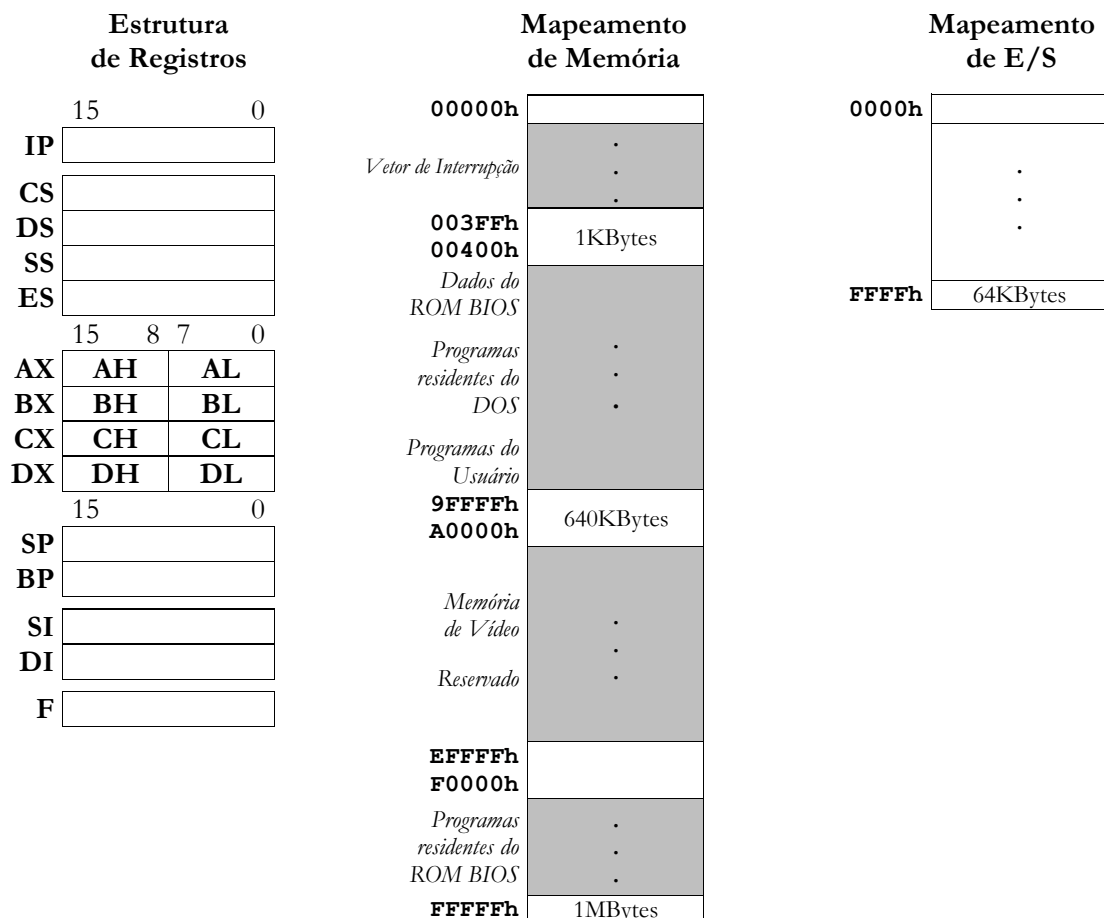 Estrutura
de Registros
15 0
IP
CS
DS
SS
ES
15 8 7 0
AX AH AL
BX BH BL
CX CH CL
DX DH DL
15 0
SP
BP
SI
DI
F
Mapeamento
de Memória
00000h
Vetor de Interrupção
003FFh
1KBytes
00400h
Dados do
ROM BIOS
Programas
residentes do
DOS
Programas do
Usuário
9FFFFh
640KBytes
A0000h
Memória
de Vídeo
Reservado
EFFFFh
F0000h
Programas
residentes do
ROM BIOS
FFFFFh 1MBytes
Mapeamento
de E/S
0000h
FFFFh 64KBytes